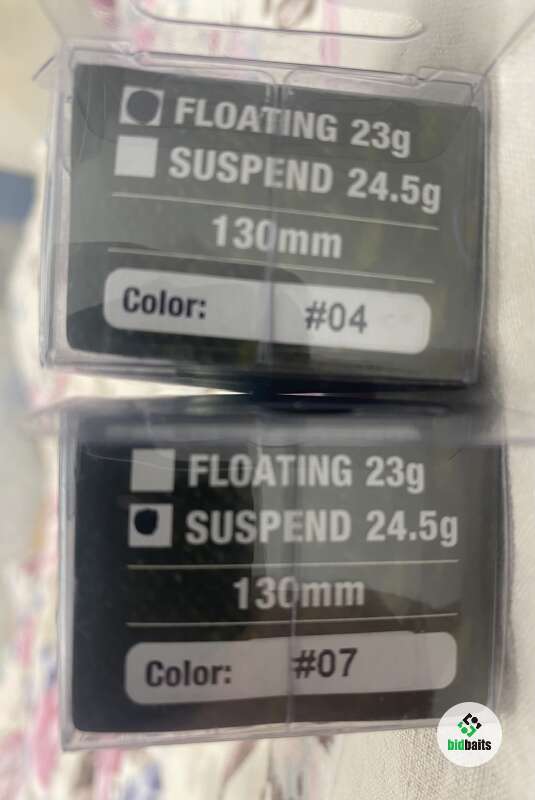 FLOATING 23g
SUSPEND 24.5g
130mm
Color: #04
FLOATING 23g
SUSPEND 24.5g
130mm
Color: #07
bidbaits